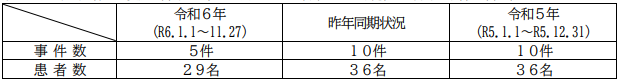 令和６年
(R6.1.1～11.27)
昨年同期状況
令和５年
(R5.1.1～R5.12.31)
事件数 ５件 １０件 １０件
患者数 ２９名 ３６名 ３６名